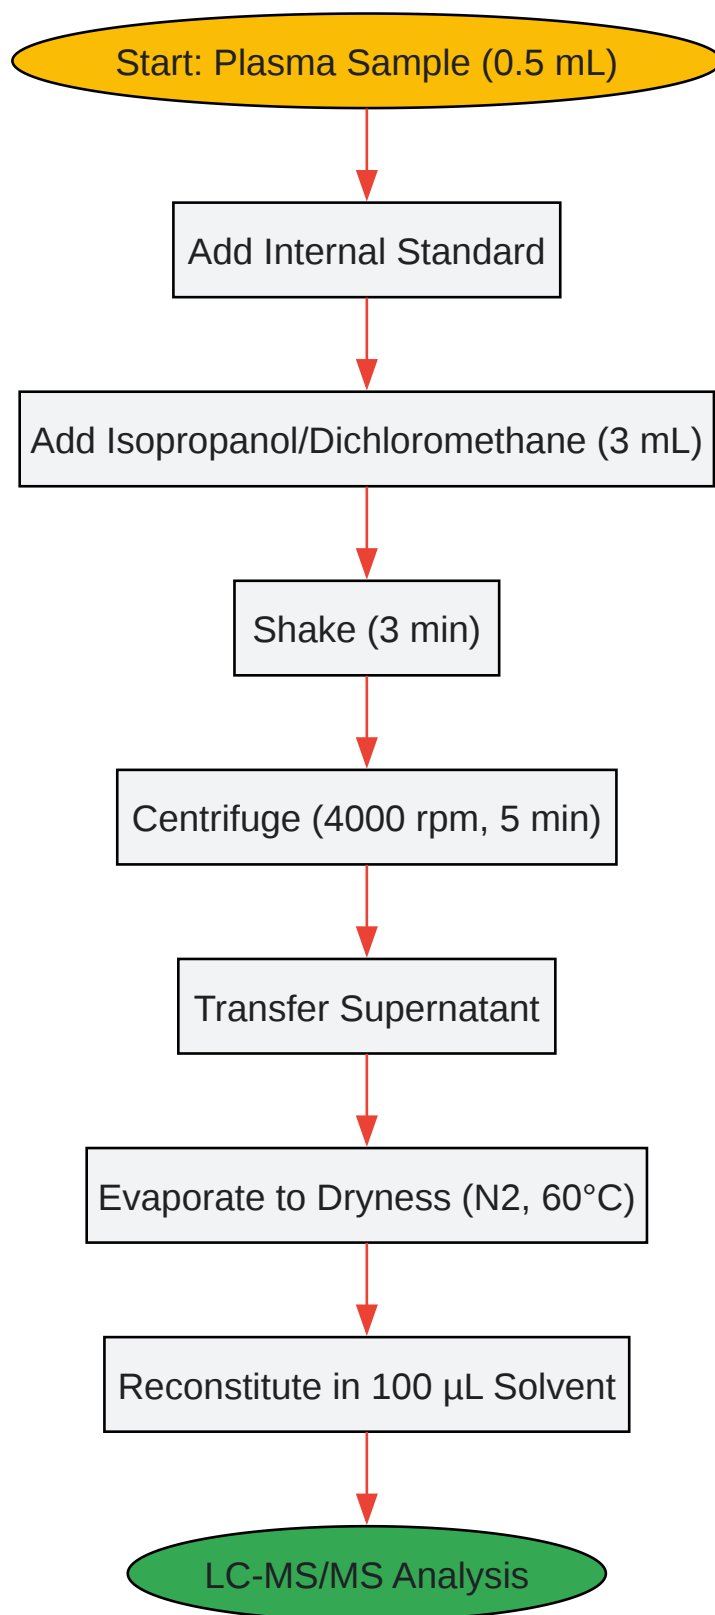 Start: Plasma Sample (0.5 mL)
Add Internal Standard
Add Isopropanol/Dichloromethane (3 mL)
Shake (3 min)
Centrifuge (4000 rpm, 5 min)
Transfer Supernatant
Evaporate to Dryness (N2, 60°C)
Reconstitute in 100 µL Solvent
LC-MS/MS Analysis